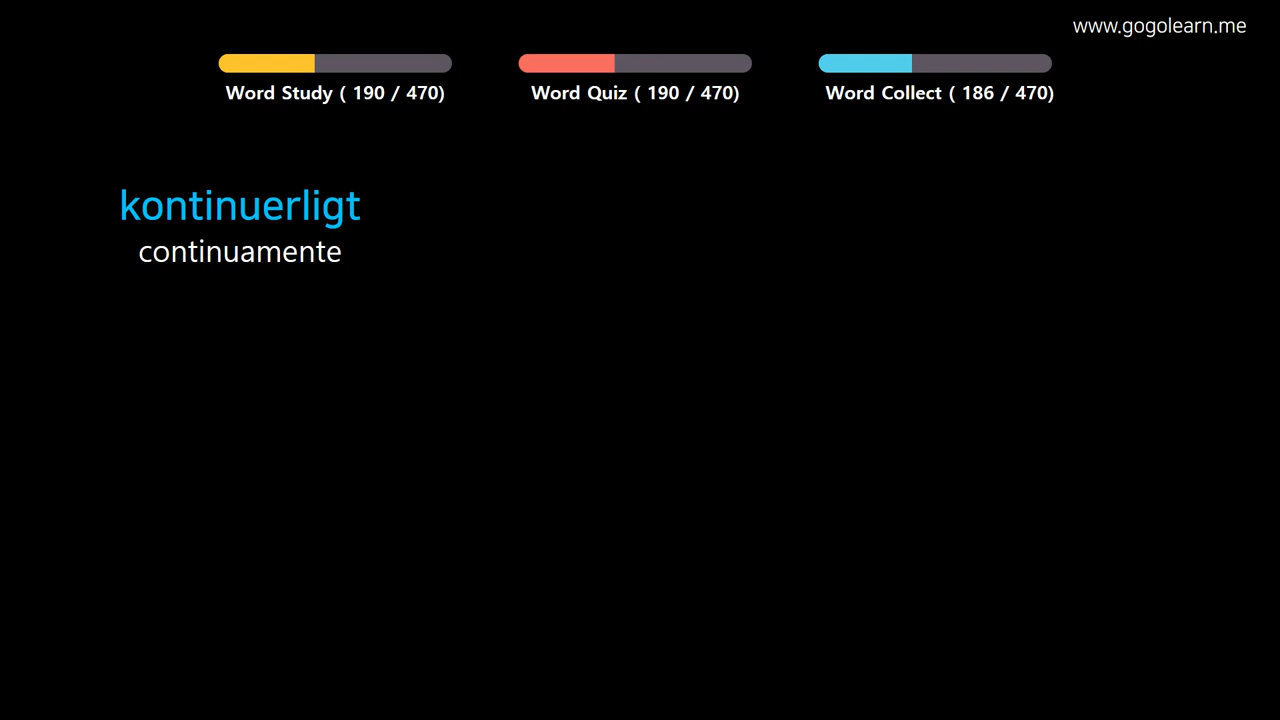 www.gogolearn.me
Word Study ( 190 / 470)
Word Quiz ( 190 / 470)
Word Collect ( 186 / 470)
kontinuerligt
continuamente